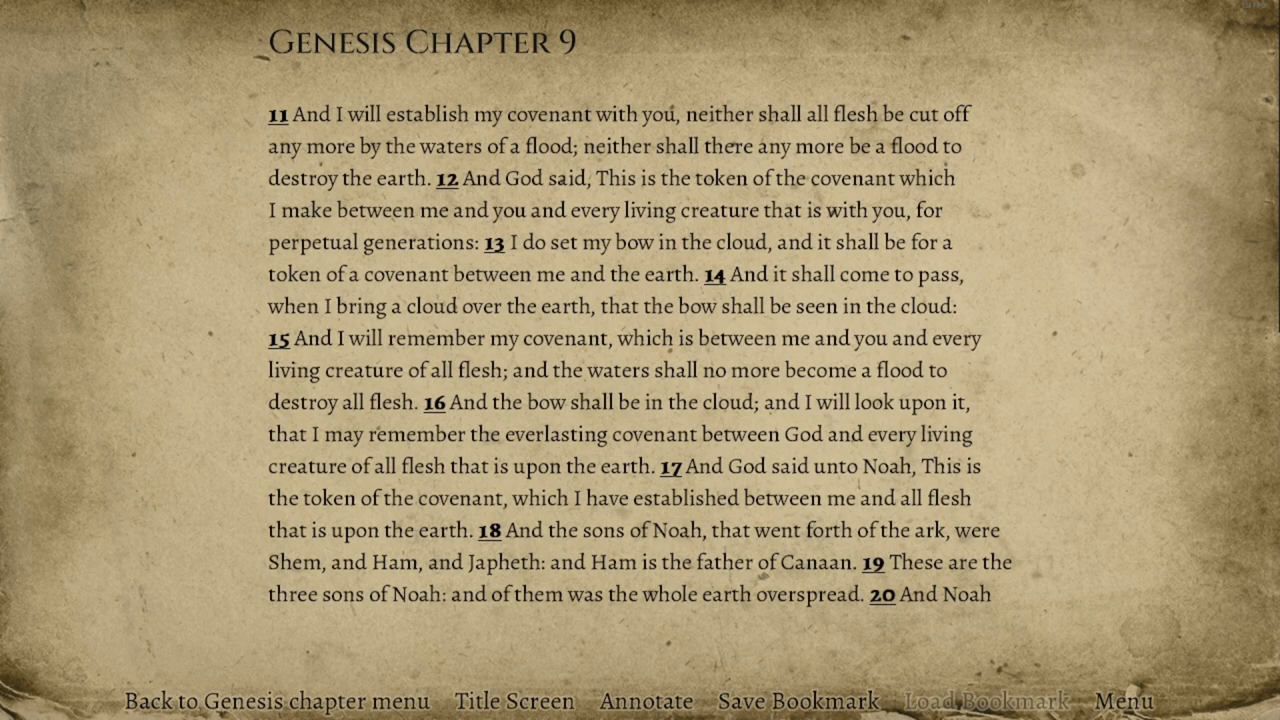 Genesis Chapter 9
11 And I will establish my covenant with you, neither shall all flesh be cut off
any more by the waters of a flood; neither shall there any more be a flood to
destroy the earth. 12 And God said, This is the token of the covenant which
I make between me and you and every living creature that is with you, for
perpetual generations: 13 I do set my bow in the cloud, and it shall be for a
token of a covenant between me and the earth. 14 And it shall come to pass,
when I bring a cloud over the earth, that the bow shall be seen in the cloud:
15 And I will remember my covenant, which is between me and you and every
living creature of all flesh; and the waters shall no more become a flood to
destroy all flesh. 16 And the bow shall be in the cloud; and I will look upon it,
that I may remember the everlasting covenant between God and every living
creature of all flesh that is upon the earth. 17 And God said unto Noah, This is
the token of the covenant, which I have established between me and all flesh
that is upon the earth. 18 And the sons of Noah, that went forth of the ark, were
Shem, and Ham, and Japheth: and Ham is the father of Canaan. 19 These are the
three sons of Noah: and of them was the whole earth overspread. 20 And Noah
Back to Genesis chapter menu Title Screen Annotate Save Bookmark Load Bookmark Menu